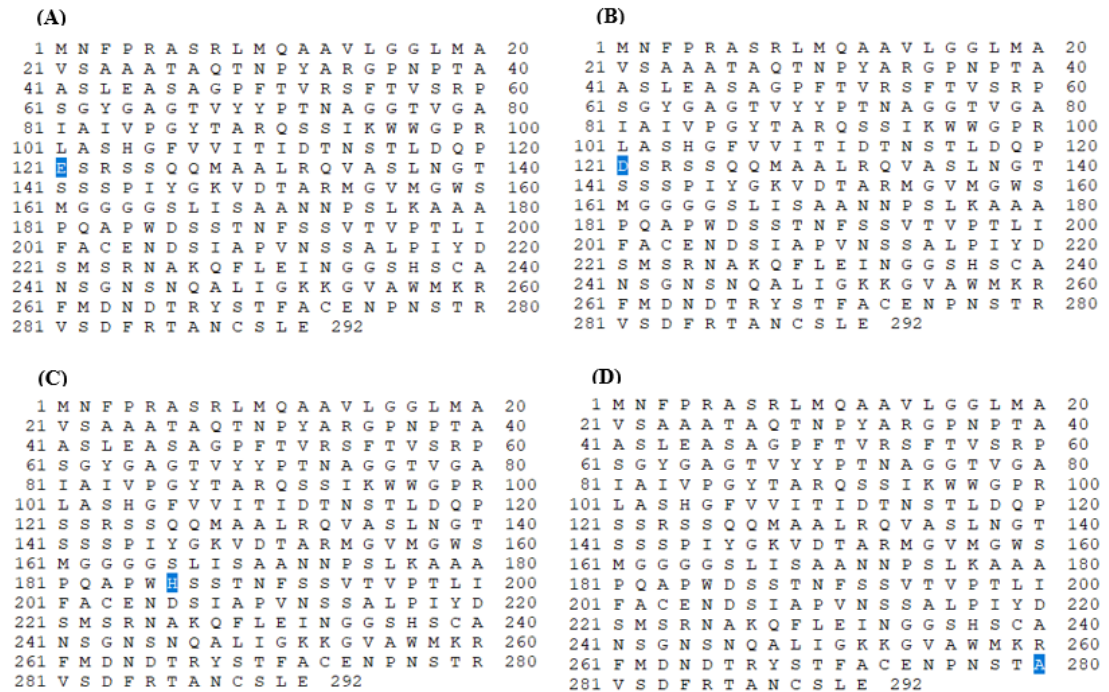 (A)
1 M N F P R A S R L M Q A A V L G G L M A 20
21 V S A A A T A Q T N P Y A R G P N P T A 40
41 A S L E A S A G P F T V R S F T V S R P 60
61 S G Y G A G T V Y Y P T N A G G T V G A 80
81 I A I V P G Y T A R Q S S I K W W G P R 100
101 L A S H G F V V I T I D T N S T L D Q P 120
121 E S R S S Q Q M A A L R Q V A S L N G T 140
141 S S S P I Y G K V D T A R M G V M G W S 160
161 M G G G G S L I S A A N N P S L K A A A 180
181 P Q A P W D S S T N F S S V T V P T L I 200
201 F A C E N D S I A P V N S S A L P I Y D 220
221 S M S R N A K Q F L E I N G G S H S C A 240
241 N S G N S N Q A L I G K K G V A W M K R 260
261 F M D N D T R Y S T F A C E N P N S T R 280
281 V S D F R T A N C S L E 292
(B)
1 M N F P R A S R L M Q A A V L G G L M A 20
21 V S A A A T A Q T N P Y A R G P N P T A 40
41 A S L E A S A G P F T V R S F T V S R P 60
61 S G Y G A G T V Y Y P T N A G G T V G A 80
81 I A I V P G Y T A R Q S S I K W W G P R 100
101 L A S H G F V V I T I D T N S T L D Q P 120
121 D S R S S Q Q M A A L R Q V A S L N G T 140
141 S S S P I Y G K V D T A R M G V M G W S 160
161 M G G G G S L I S A A N N P S L K A A A 180
181 P Q A P W D S S T N F S S V T V P T L I 200
201 F A C E N D S I A P V N S S A L P I Y D 220
221 S M S R N A K Q F L E I N G G S H S C A 240
241 N S G N S N Q A L I G K K G V A W M K R 260
261 F M D N D T R Y S T F A C E N P N S T R 280
281 V S D F R T A N C S L E 292
(C)
1 M N F P R A S R L M Q A A V L G G L M A 20
21 V S A A A T A Q T N P Y A R G P N P T A 40
41 A S L E A S A G P F T V R S F T V S R P 60
61 S G Y G A G T V Y Y P T N A G G T V G A 80
81 I A I V P G Y T A R Q S S I K W W G P R 100
101 L A S H G F V V I T I D T N S T L D Q P 120
121 S S R S S Q Q M A A L R Q V A S L N G T 140
141 S S S P I Y G K V D T A R M G V M G W S 160
161 M G G G G S L I S A A N N P S L K A A A 180
181 P Q A P W H S S T N F S S V T V P T L I 200
201 F A C E N D S I A P V N S S A L P I Y D 220
221 S M S R N A K Q F L E I N G G S H S C A 240
241 N S G N S N Q A L I G K K G V A W M K R 260
261 F M D N D T R Y S T F A C E N P N S T R 280
281 V S D F R T A N C S L E 292
(D)
1 M N F P R A S R L M Q A A V L G G L M A 20
21 V S A A A T A Q T N P Y A R G P N P T A 40
41 A S L E A S A G P F T V R S F T V S R P 60
61 S G Y G A G T V Y Y P T N A G G T V G A 80
81 I A I V P G Y T A R Q S S I K W W G P R 100
101 L A S H G F V V I T I D T N S T L D Q P 120
121 S S R S S Q Q M A A L R Q V A S L N G T 140
141 S S S P I Y G K V D T A R M G V M G W S 160
161 M G G G G S L I S A A N N P S L K A A A 180
181 P Q A P W D S S T N F S S V T V P T L I 200
201 F A C E N D S I A P V N S S A L P I Y D 220
221 S M S R N A K Q F L E I N G G S H S C A 240
241 N S G N S N Q A L I G K K G V A W M K R 260
261 F M D N D T R Y S T F A C E N P N S T A 280
281 V S D F R T A N C S L E 292